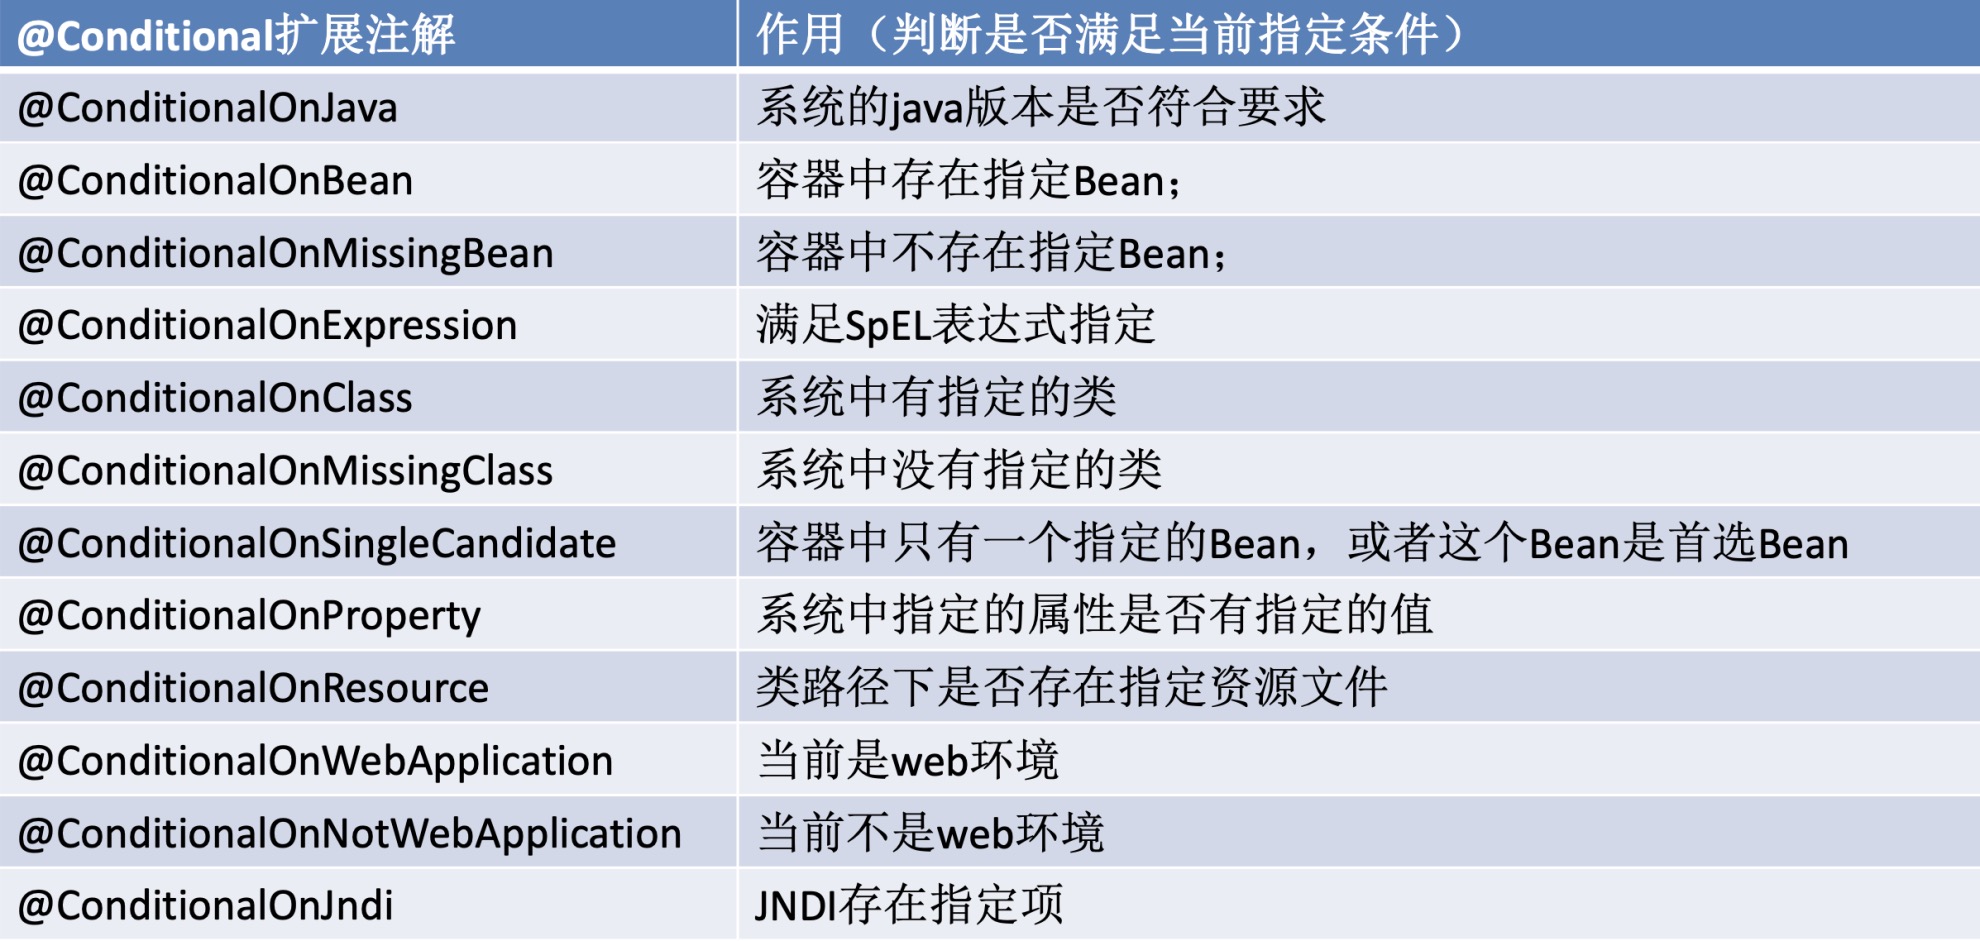 @Conditional扩展注解 作用（判断是否满足当前指定条件）
@ConditionalOnJava 系统的java版本是否符合要求
@ConditionalOnBean 容器中存在指定Bean；
@ConditionalOnMissingBean 容器中不存在指定Bean；
@ConditionalOnExpression 满足SpEL表达式指定
@ConditionalOnClass 系统中有指定的类
@ConditionalOnMissingClass 系统中没有指定的类
@ConditionalOnSingleCandidate 容器中只有一个指定的Bean，或者这个Bean是首选Bean
@ConditionalOnProperty 系统中指定的属性是否有指定的值
@ConditionalOnResource 类路径下是否存在指定资源文件
@ConditionalOnWebApplication 当前是web环境
@ConditionalOnNotWebApplication 当前不是web环境
@ConditionalOnJndi JNDI存在指定项